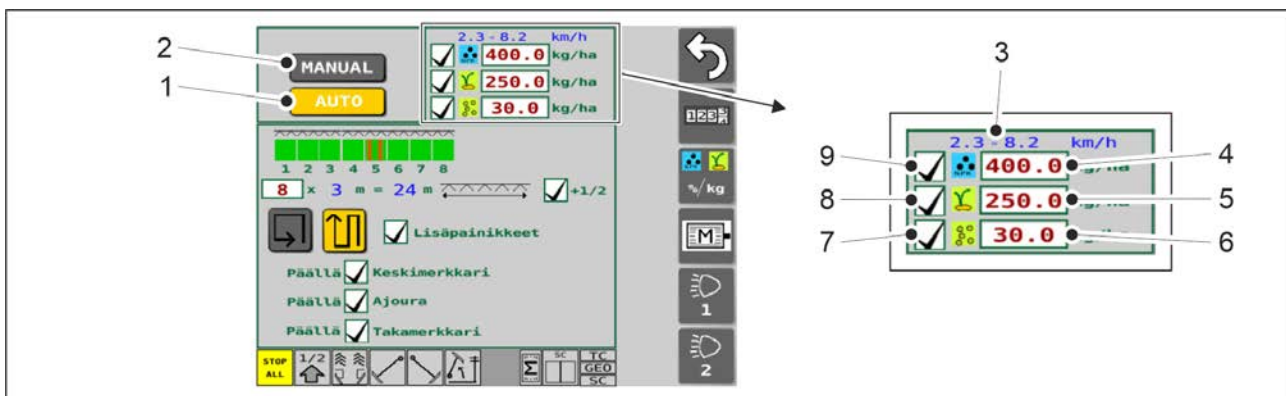 2 MANUAL
1 AUTO
2.3 - 8.2 km/h
NPK 400.0 kg/ha
250.0 kg/ha
30.0 kg/ha
1 2 3 4 5 6 7 8
8 x 3 m = 24 m +1/2
Lisäpainikkeet
Päällä Keskimerkkari
Päällä Ajoura
Päällä Takamerkkari
STOP ALL 1/2 Σ SC TC GEO SC
%/kg
M
1
2
3
2.3 - 8.2 km/h
9 NPK 400.0 4
8 250.0 5
7 30.0 6